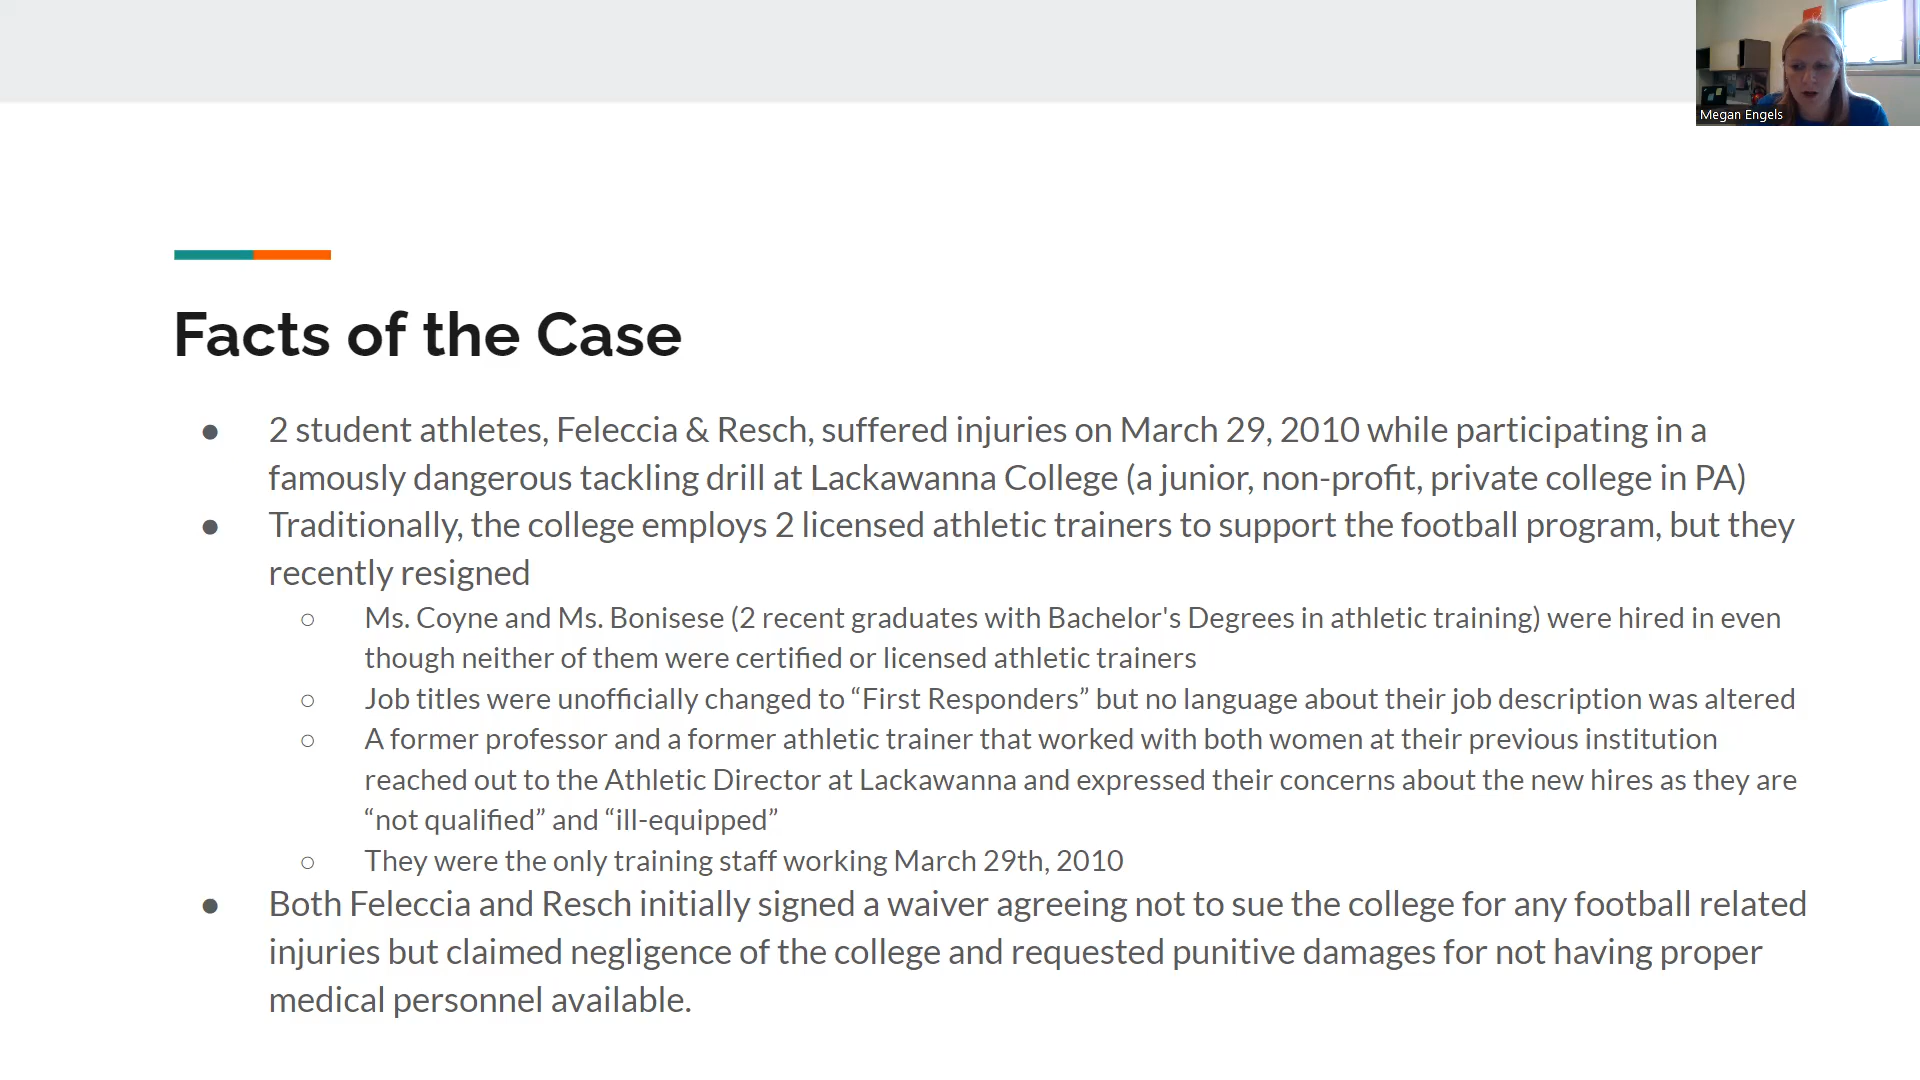 Megan Engels
Facts of the Case
● 2 student athletes, Feleccia & Resch, suffered injuries on March 29, 2010 while participating in a
famously dangerous tackling drill at Lackawanna College (a junior, non-profit, private college in PA)
● Traditionally, the college employs 2 licensed athletic trainers to support the football program, but they
recently resigned
○ Ms. Coyne and Ms. Bonisese (2 recent graduates with Bachelor's Degrees in athletic training) were hired in even
though neither of them were certified or licensed athletic trainers
○ Job titles were unofficially changed to “First Responders” but no language about their job description was altered
○ A former professor and a former athletic trainer that worked with both women at their previous institution
reached out to the Athletic Director at Lackawanna and expressed their concerns about the new hires as they are
“not qualified” and “ill-equipped”
○ They were the only training staff working March 29th, 2010
● Both Feleccia and Resch initially signed a waiver agreeing not to sue the college for any football related
injuries but claimed negligence of the college and requested punitive damages for not having proper
medical personnel available.